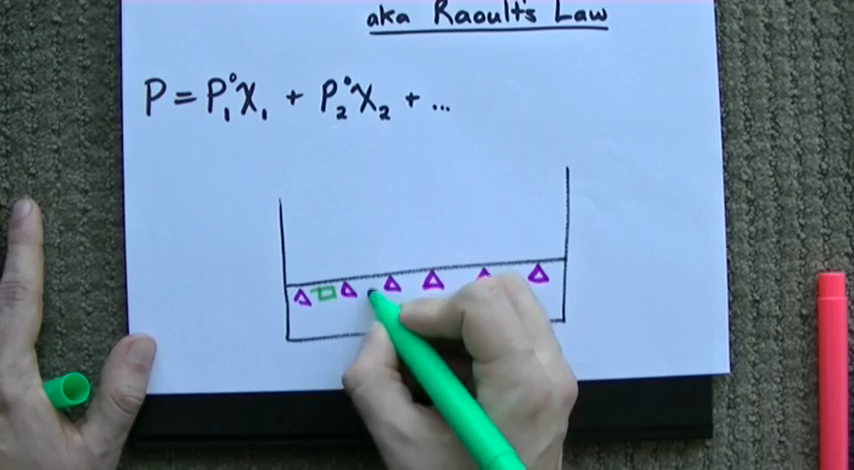 aka Raoult's Law
P = P₁°X₁ + P₂°X₂ + ...